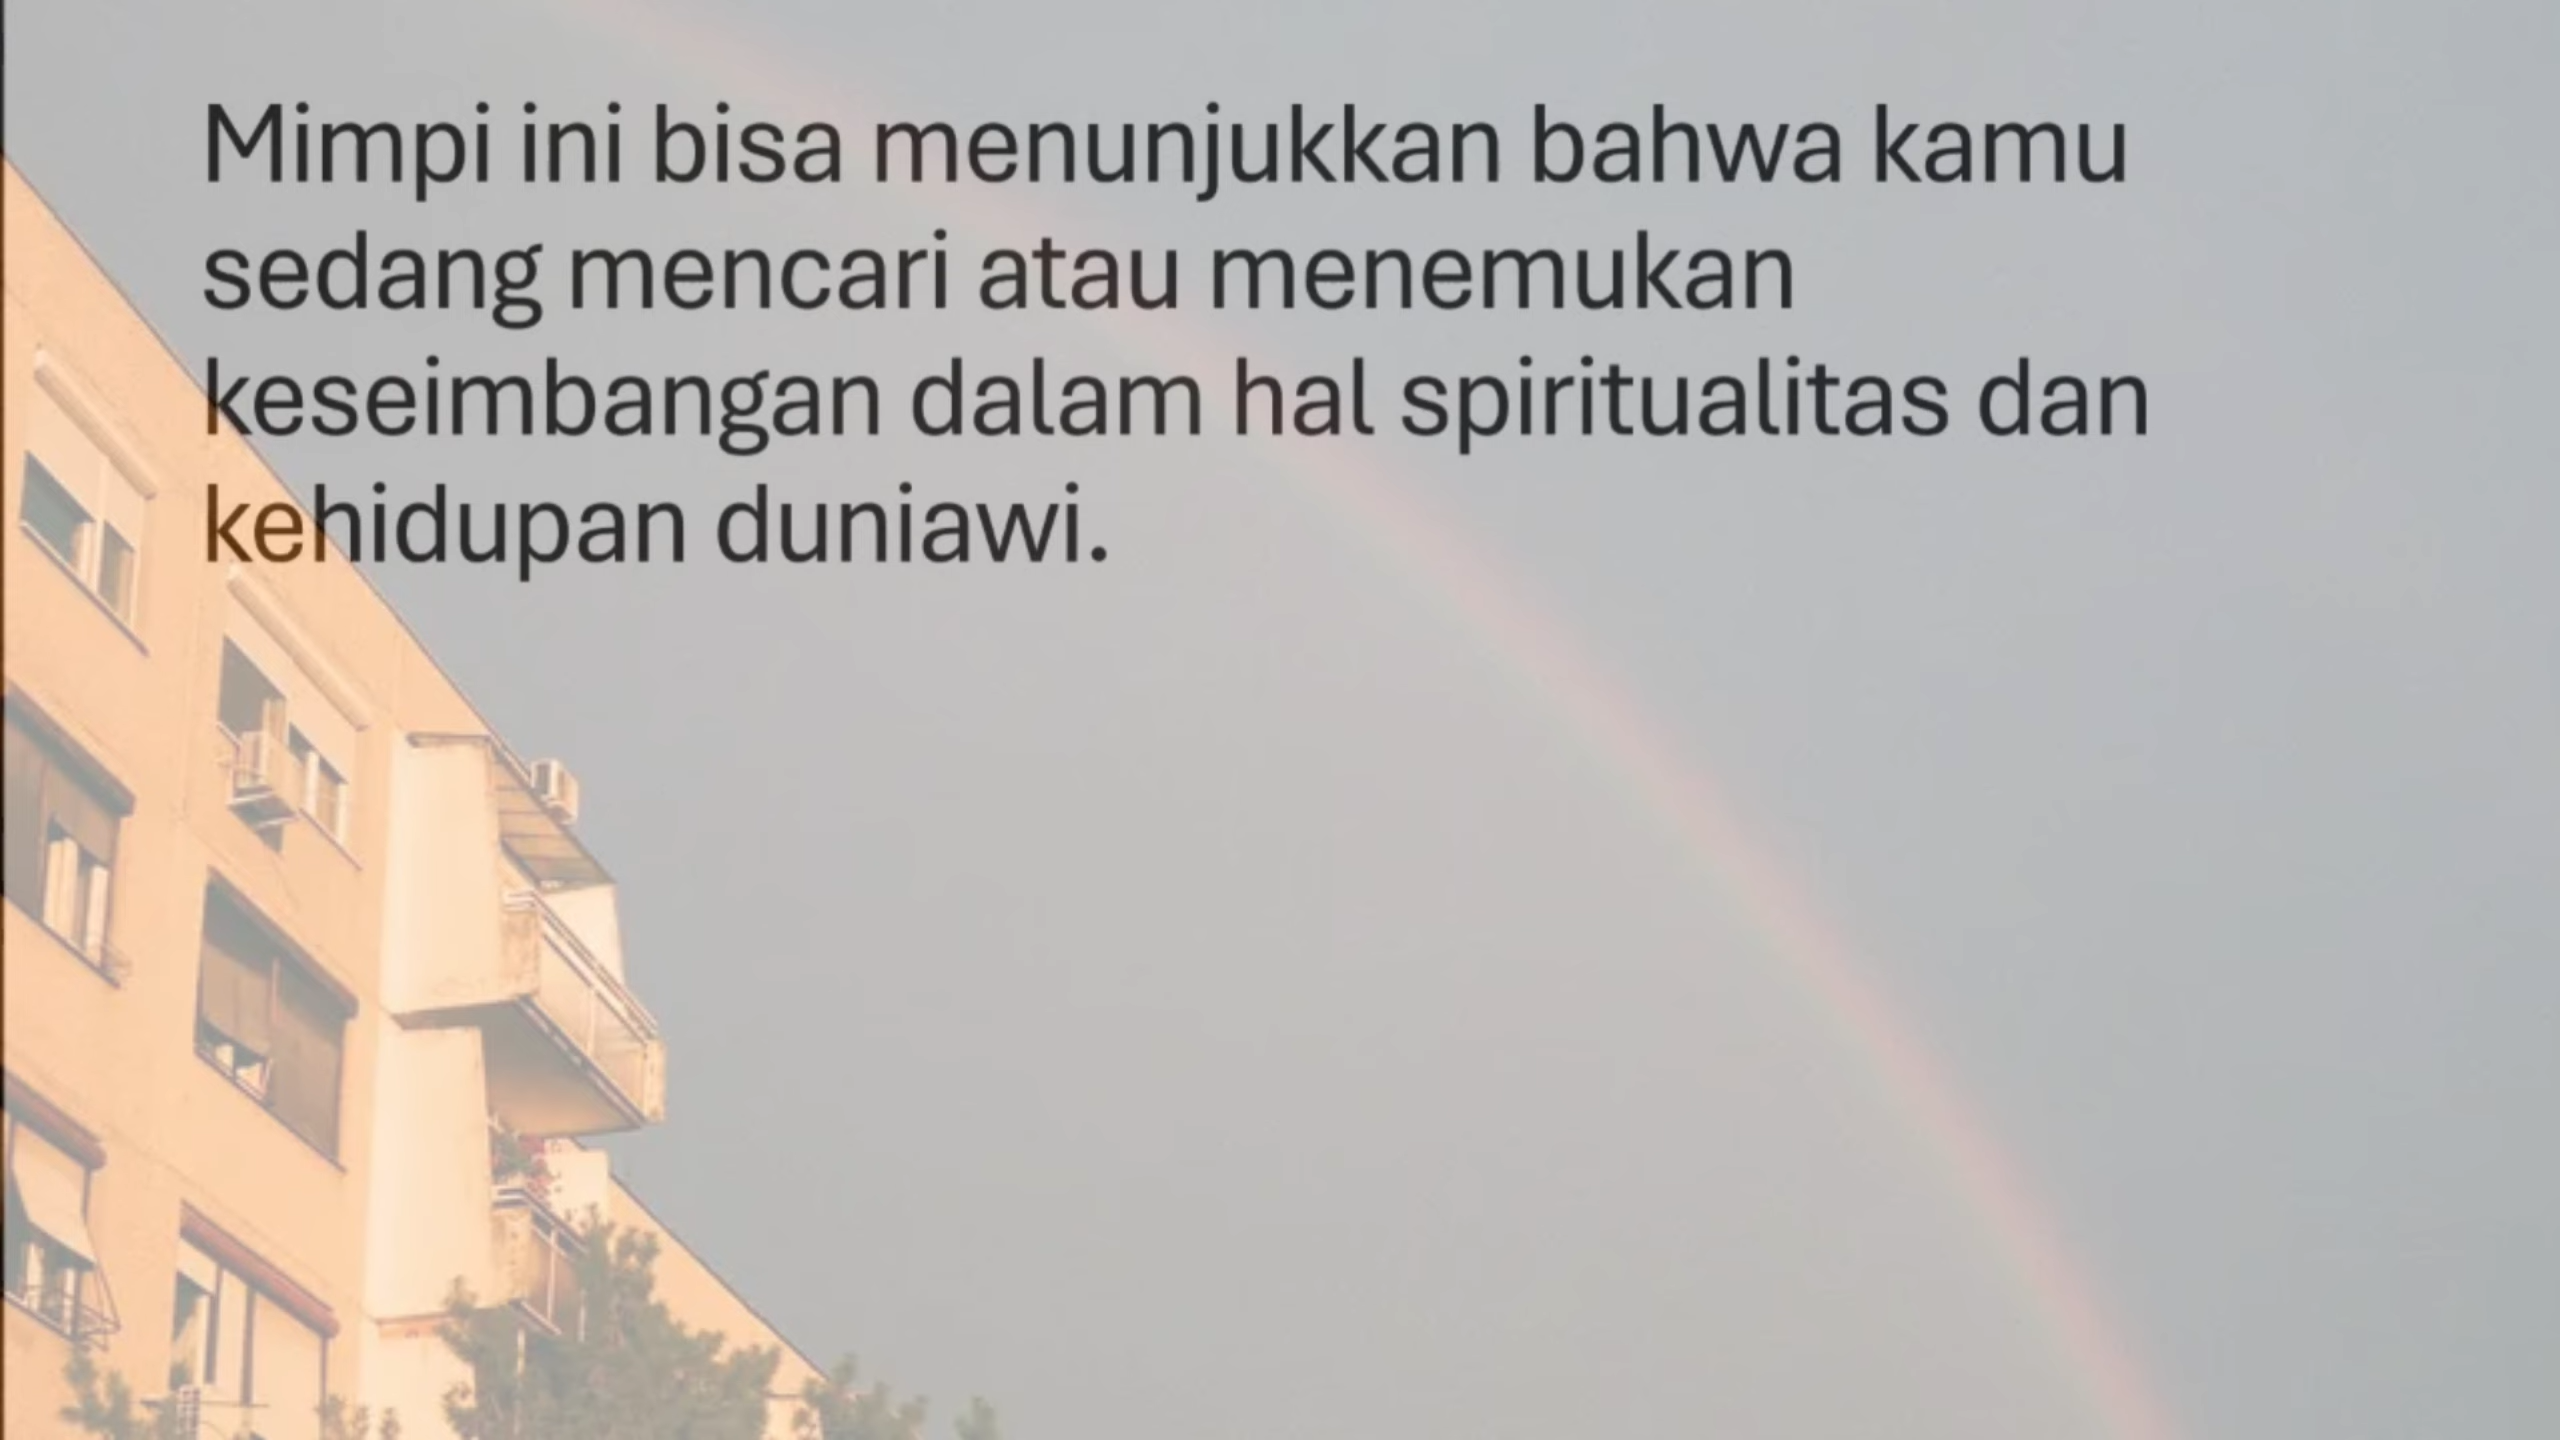 Mimpi ini bisa menunjukkan bahwa kamu
sedang mencari atau menemukan
keseimbangan dalam hal spiritualitas dan
kehidupan duniawi.